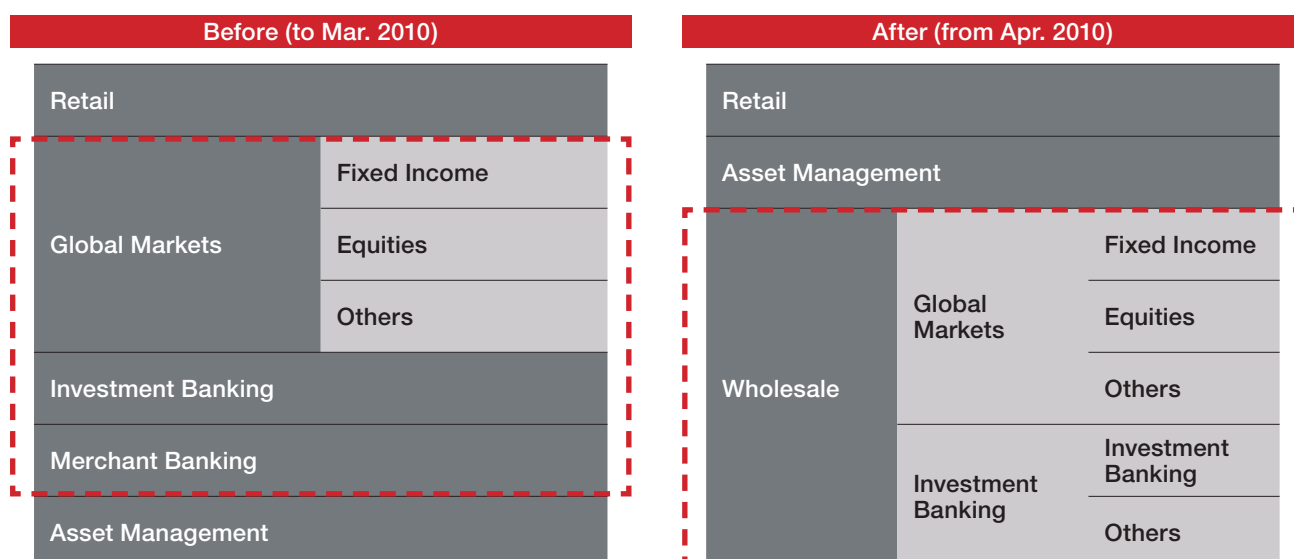 Before (to Mar. 2010)
Retail
Global Markets
Fixed Income
Equities
Others
Investment Banking
Merchant Banking
Asset Management
After (from Apr. 2010)
Retail
Asset Management
Wholesale
Global
Markets
Fixed Income
Equities
Others
Investment
Banking
Investment
Banking
Others